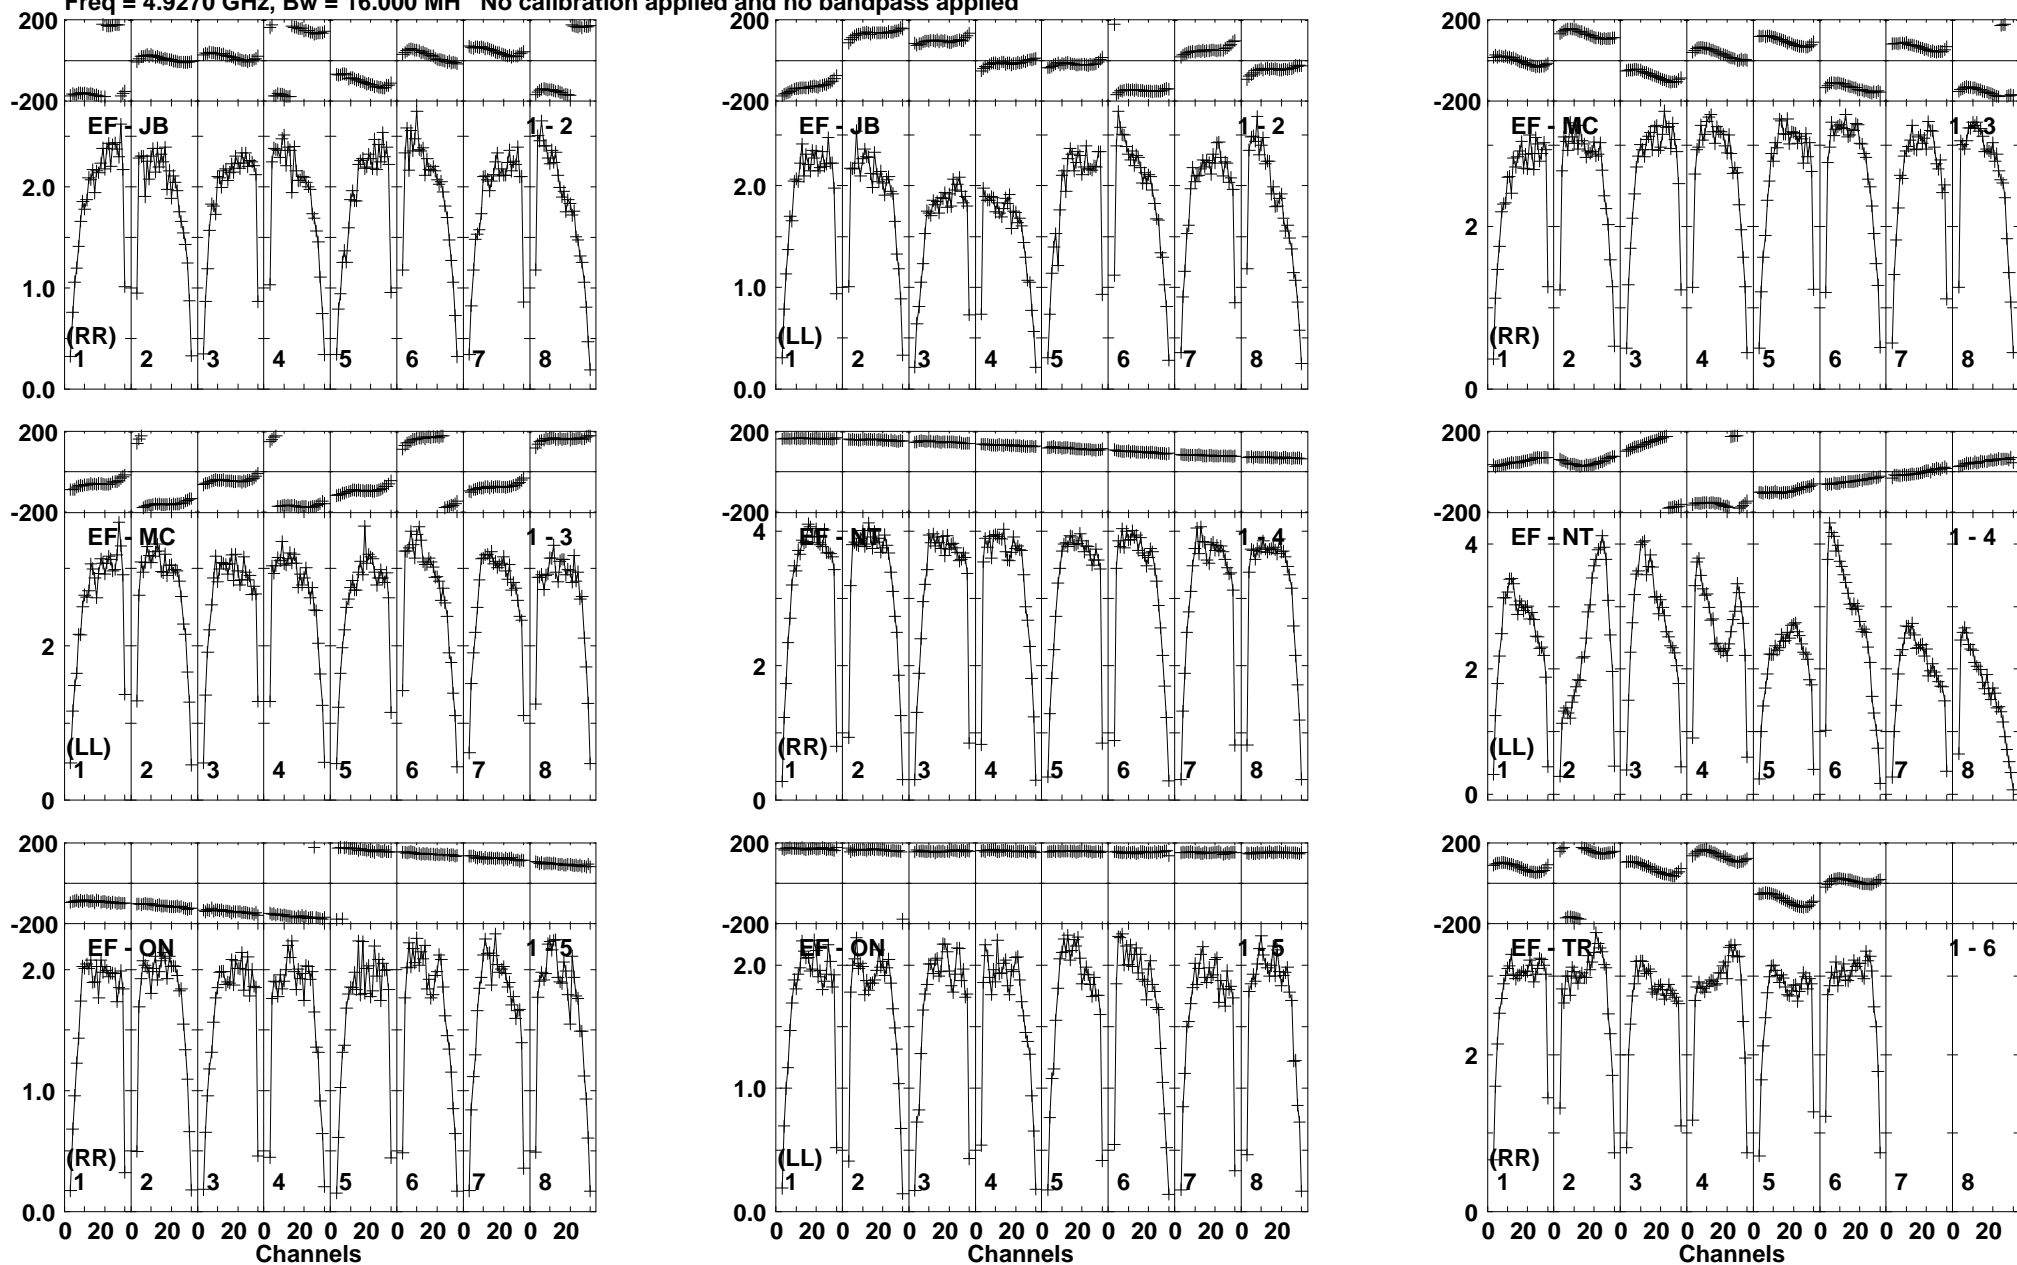 Freq = 4.9270 GHz, Bw = 16.000 MH No calibration applied and no bandpass applied
200
-200
EF - JB 1 - 2
2.0
1.0
(RR)
1 2 3 4 5 6 7 8
0.0
200
-200
EF - JB 1 - 2
2.0
1.0
(LL)
1 2 3 4 5 6 7 8
0.0
200
-200
EF - MC 1 - 3
2
(RR)
1 2 3 4 5 6 7 8
0
200
-200
EF - MC 1 - 3
2
(LL)
1 2 3 4 5 6 7 8
0
200
-200
4
EF - NT 1 - 4
2
(RR)
1 2 3 4 5 6 7 8
0
200
-200
EF - NT 1 - 4
4
2
(LL)
1 2 3 4 5 6 7 8
0
200
-200
EF - ON 1 - 5
2.0
1.0
(RR)
1 2 3 4 5 6 7 8
0.0
0 20 0 20 0 20 0 20 0 20 0 20 0 20 0 20
Channels
200
-200
EF - ON 1 - 5
2.0
1.0
(LL)
1 2 3 4 5 6 7 8
0.0
0 20 0 20 0 20 0 20 0 20 0 20 0 20 0 20
Channels
200
-200
EF - TR 1 - 6
2
(RR)
1 2 3 4 5 6 7 8
0
0 20 0 20 0 20 0 20 0 20 0 20 0 20 0 20
Channels